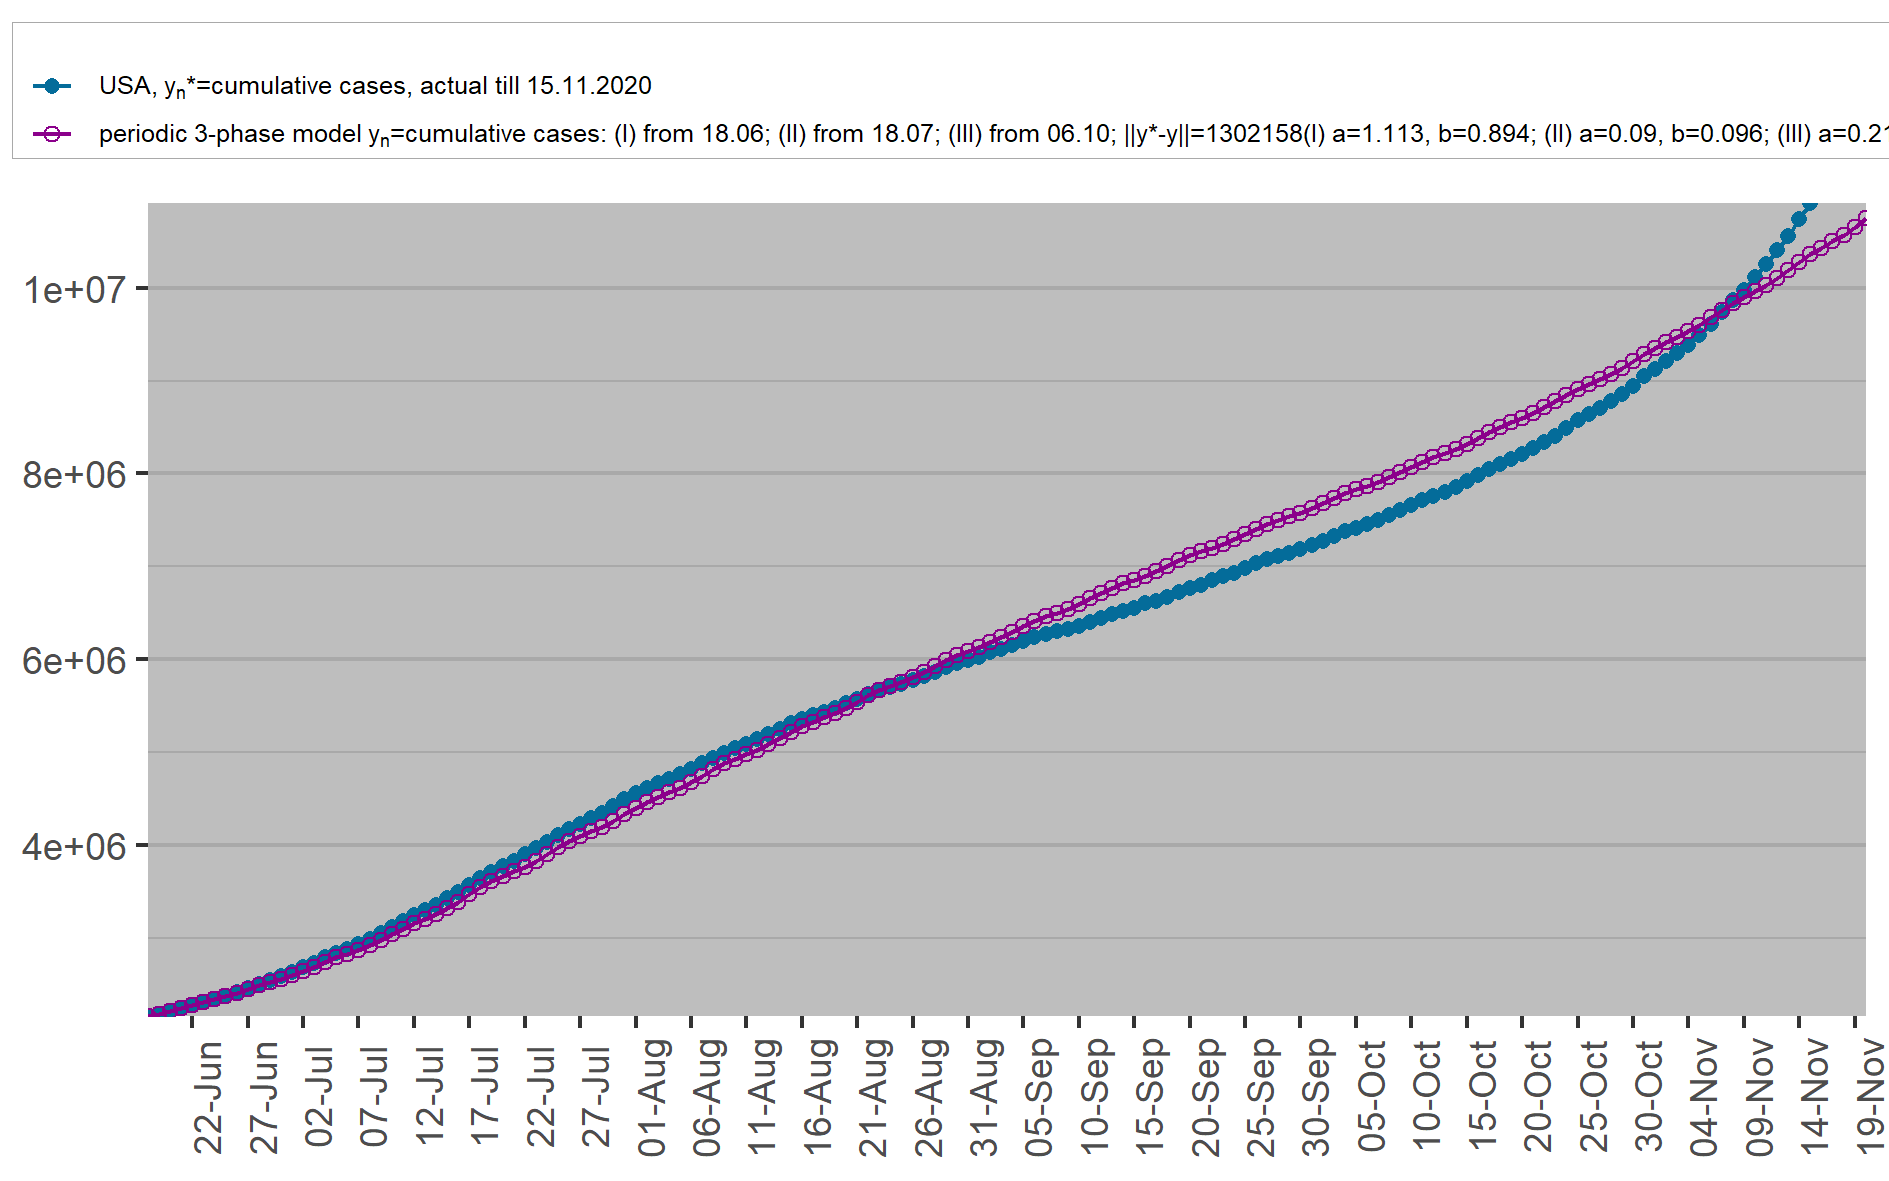 USA, yn*=cumulative cases, actual till 15.11.2020
periodic 3-phase model yn=cumulative cases: (I) from 18.06; (II) from 18.07; (III) from 06.10; ||y*-y||=1302158(I) a=1.113, b=0.894; (II) a=0.09, b=0.096; (III) a=0.21
1e+07
8e+06
6e+06
4e+06
22-Jun
27-Jun
02-Jul
07-Jul
12-Jul
17-Jul
22-Jul
27-Jul
01-Aug
06-Aug
11-Aug
16-Aug
21-Aug
26-Aug
31-Aug
05-Sep
10-Sep
15-Sep
20-Sep
25-Sep
30-Sep
05-Oct
10-Oct
15-Oct
20-Oct
25-Oct
30-Oct
04-Nov
09-Nov
14-Nov
19-Nov